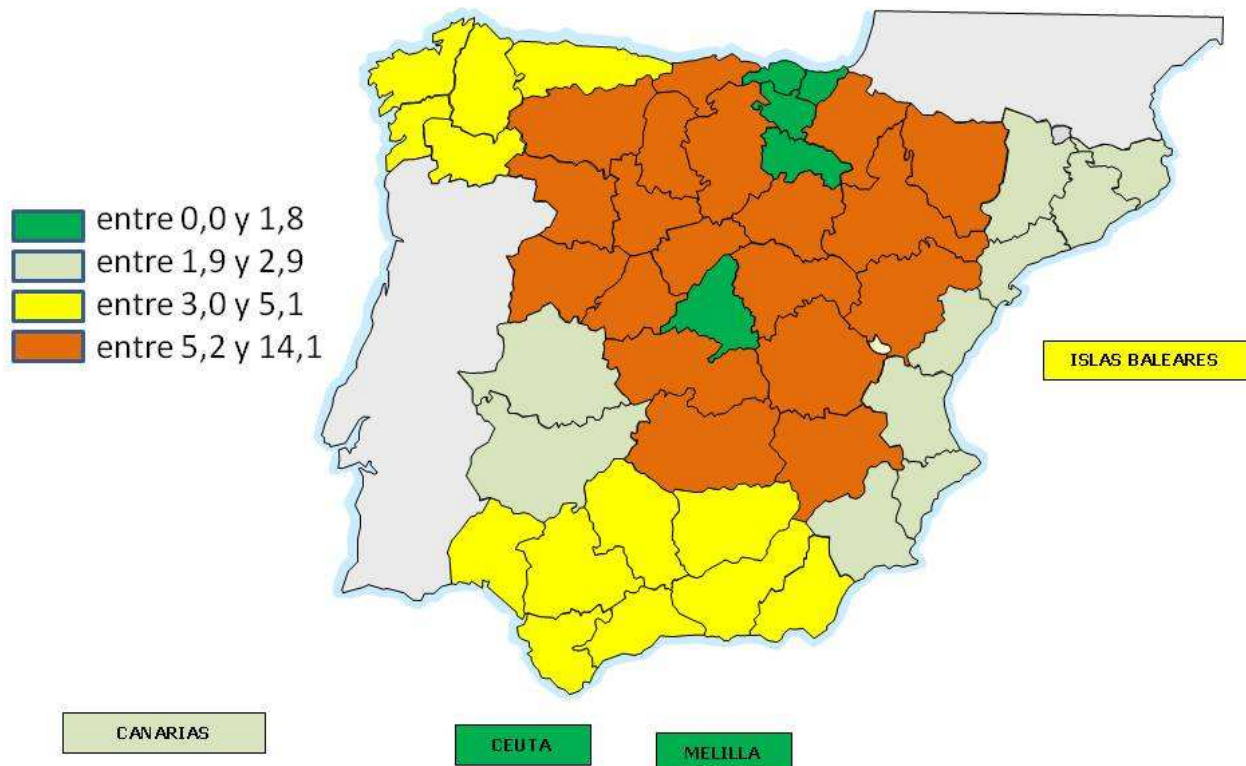 entre 0,0 y 1,8
entre 1,9 y 2,9
entre 3,0 y 5,1
entre 5,2 y 14,1
ISLAS BALEARES
CANARIAS
CEUTA
MELILLA